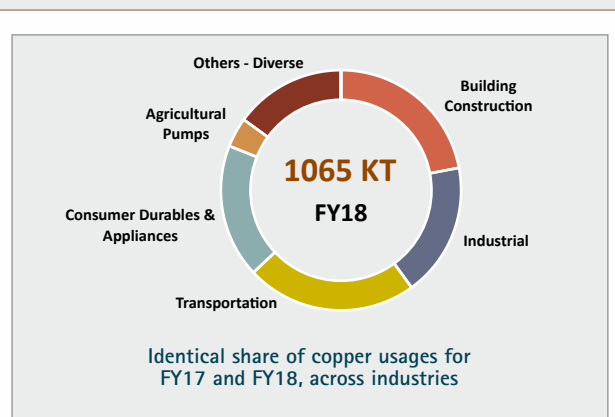 Others - Diverse
Building
Construction
Agricultural
Pumps
1065 KT
FY18
Consumer Durables &
Appliances
Industrial
Transportation
Identical share of copper usages for
FY17 and FY18, across industries